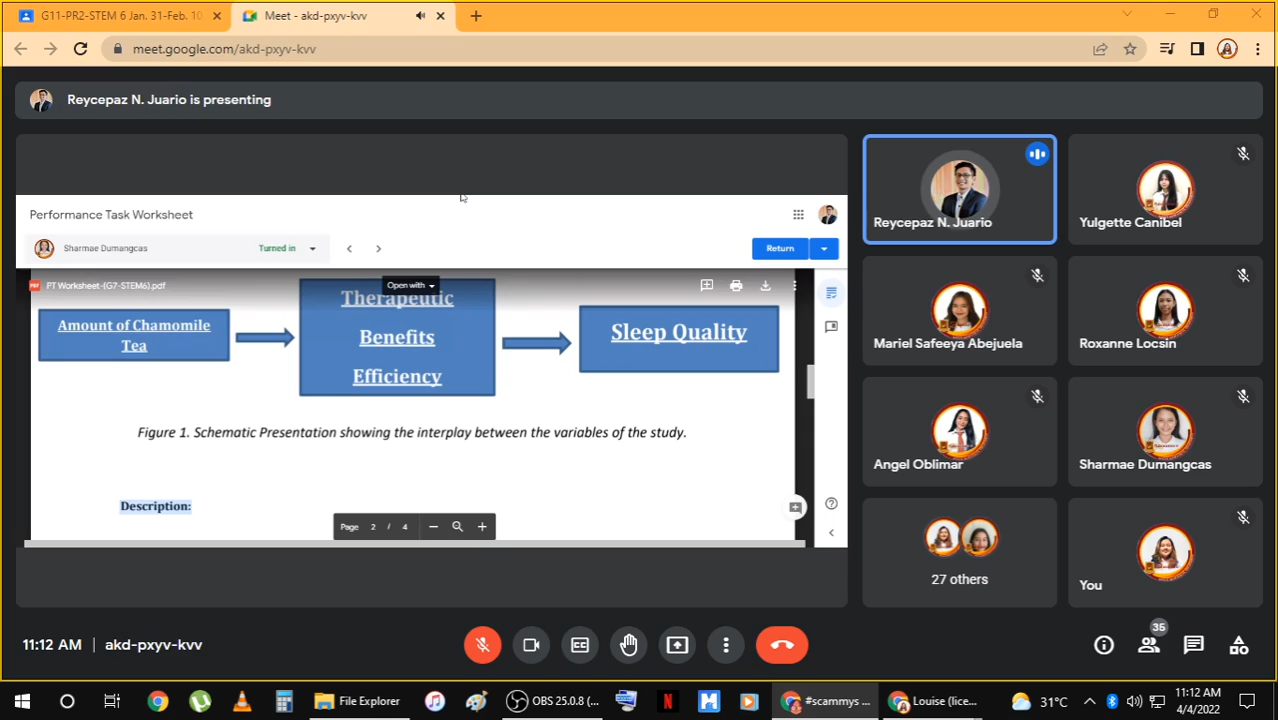 G11-PR2-STEM 6 Jan. 31-Feb. 10
Meet - akd-pxyv-kvv
meet.google.com/akd-pxyv-kvv
Reycepaz N. Juario is presenting
Performance Task Worksheet
Sharmae Dumangcas
Turned in
Return
PDF
PT Worksheet-(G7-STEM6).pdf
Open with
Amount of Chamomile
Tea
Therapeutic
Benefits
Efficiency
Sleep Quality
Figure 1. Schematic Presentation showing the interplay between the variables of the study.
Description:
Page 2 / 4
Reycepaz N. Juario
Yulgette Canibel
Mariel Safeeya Abejuela
Roxanne Locsin
Angel Oblimar
Sharmae Dumangcas
27 others
You
11:12 AM | akd-pxyv-kvv
35
File Explorer
OBS 25.0.8 (...
#scammys ...
Louise (lice...
31°C
11:12 AM
4/4/2022